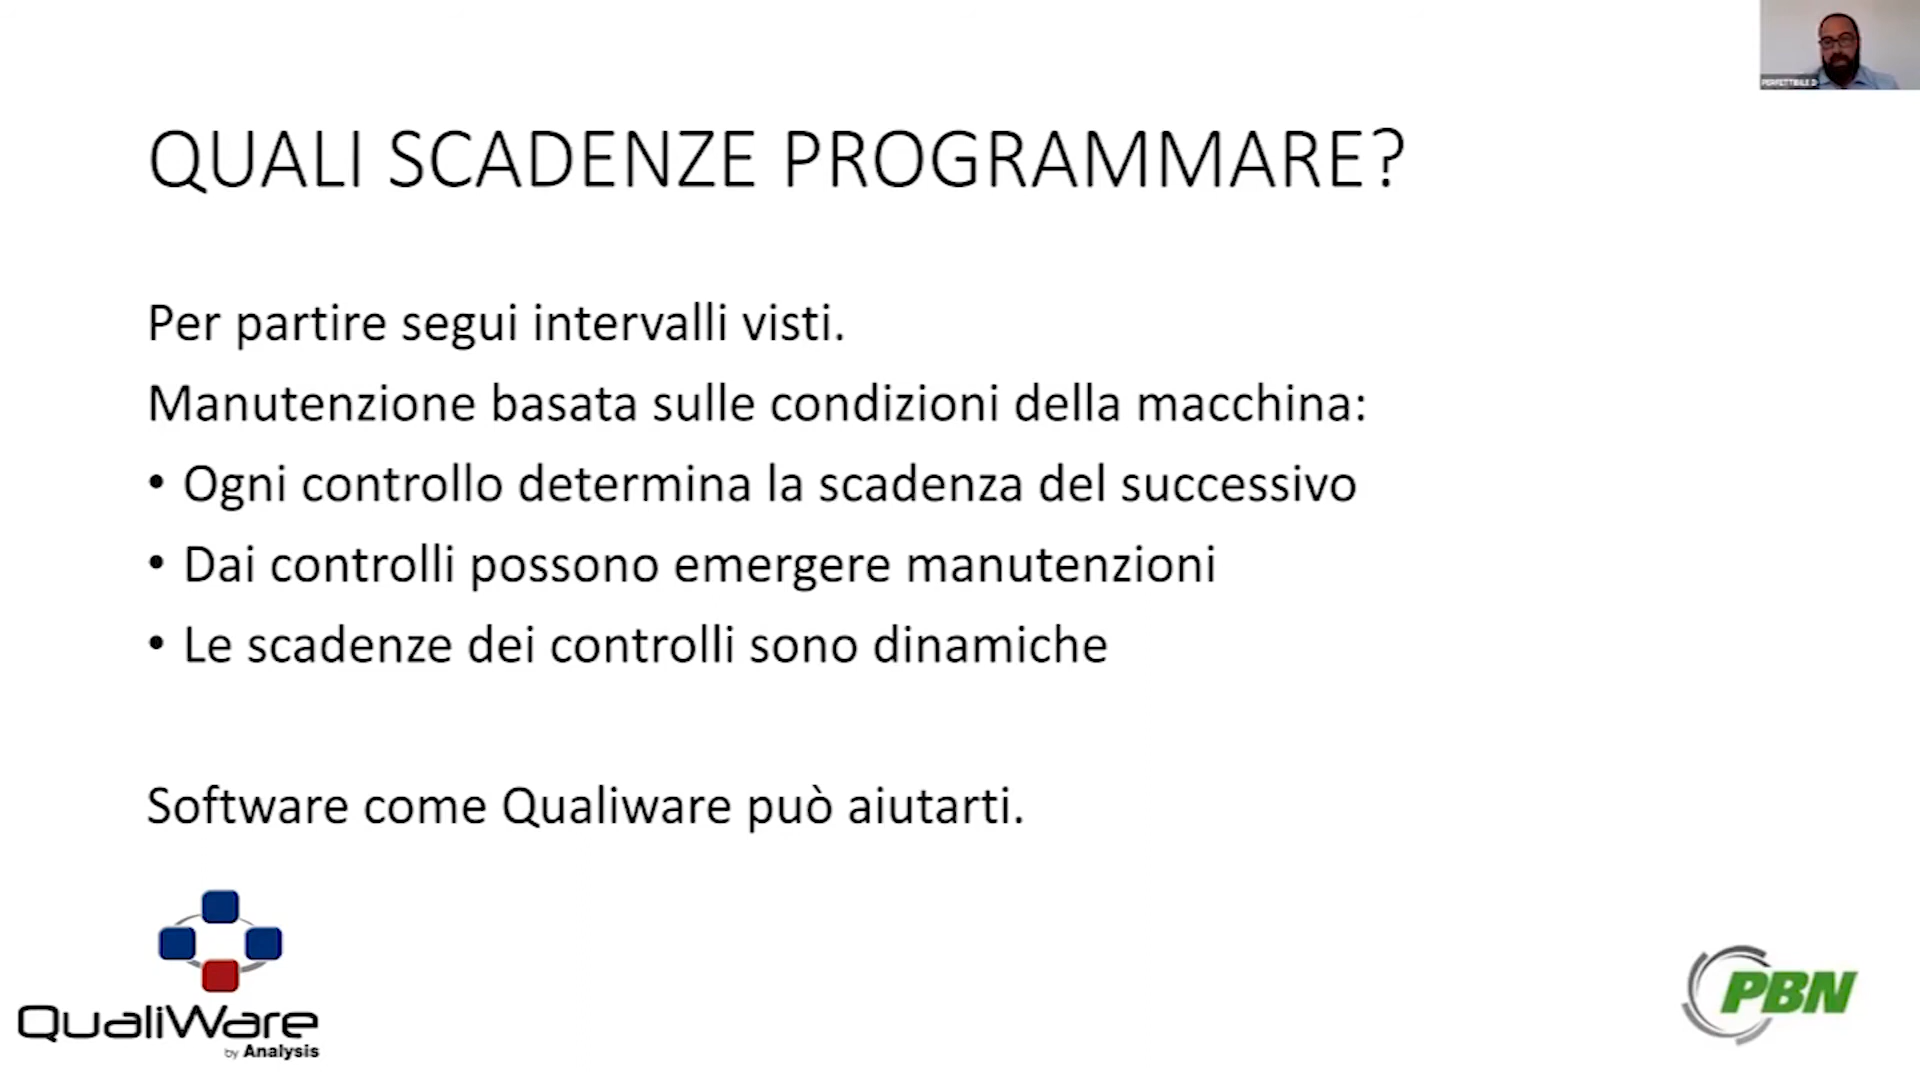 PERFETTIBILE D
QUALI SCADENZE PROGRAMMARE?
Per partire segui intervalli visti.
Manutenzione basata sulle condizioni della macchina:
• Ogni controllo determina la scadenza del successivo
• Dai controlli possono emergere manutenzioni
• Le scadenze dei controlli sono dinamiche
Software come Qualiware può aiutarti.
QualiWare
by Analysis
PBN